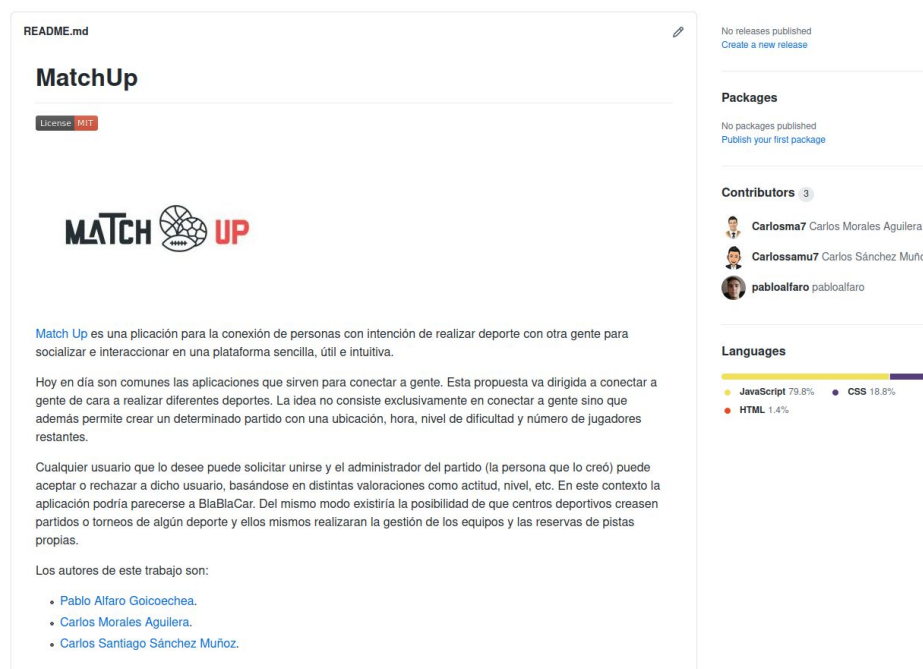 README.md
MatchUp
License MIT
MATCH UP
Match Up es una plicación para la conexión de personas con intención de realizar deporte con otra gente para
socializar e interaccionar en una plataforma sencilla, útil e intuitiva.
Hoy en día son comunes las aplicaciones que sirven para conectar a gente. Esta propuesta va dirigida a conectar a
gente de cara a realizar diferentes deportes. La idea no consiste exclusivamente en conectar a gente sino que
además permite crear un determinado partido con una ubicación, hora, nivel de dificultad y número de jugadores
restantes.
Cualquier usuario que lo desee puede solicitar unirse y el administrador del partido (la persona que lo creó) puede
aceptar o rechazar a dicho usuario, basándose en distintas valoraciones como actitud, nivel, etc. En este contexto la
aplicación podría parecerse a BlaBlaCar. Del mismo modo existiría la posibilidad de que centros deportivos creasen
partidos o torneos de algún deporte y ellos mismos realizaran la gestión de los equipos y las reservas de pistas
propias.
Los autores de este trabajo son:
Pablo Alfaro Goicoechea.
Carlos Morales Aguilera.
Carlos Santiago Sánchez Muñoz.
No releases published
Create a new release
Packages
No packages published
Publish your first package
Contributors 3
Carlosma7 Carlos Morales Aguilera
Carlossamu7 Carlos Sánchez
pabloalfaro pabloalfaro
Languages
JavaScript 79.8% CSS 18.8%
HTML 1.4%